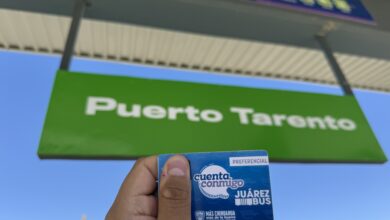 Puerto Tarento
PREFERENCIAL
cuenta
conmigo
JUÁREZ
BUS